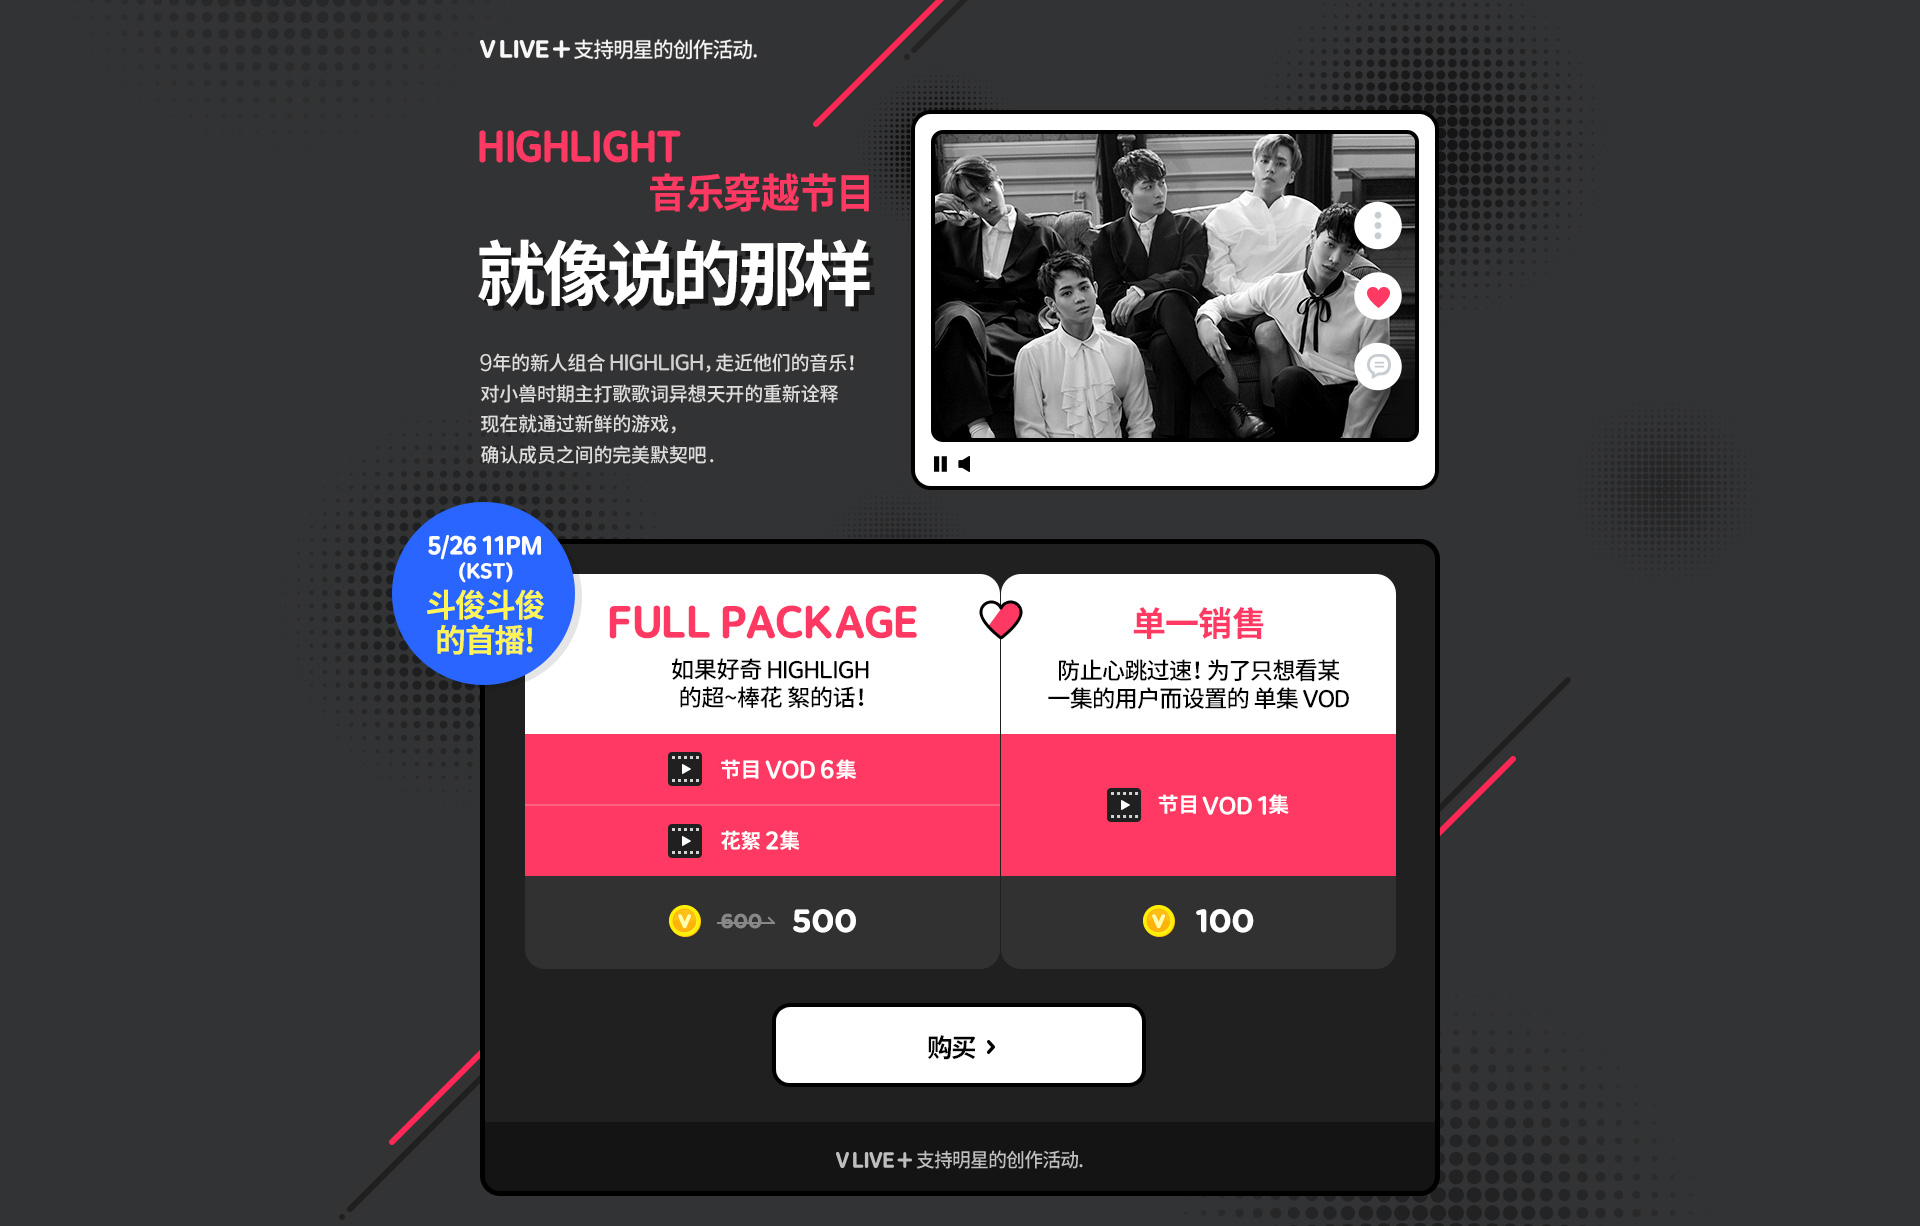 V LIVE+ 支持明星的创作活动.
HIGHLIGHT
音乐穿越节目
就像说的那样
9年的新人组合 HIGHLIGH, 走近他们的音乐!
对小兽时期主打歌歌词异想天开的重新诠释
现在就通过新鲜的游戏,
确认成员之间的完美默契吧.
5/26 11PM
(KST)
斗俊斗俊
的首播!
FULL PACKAGE
如果好奇 HIGHLIGH
的超~棒花 絮的话!
节目 VOD 6集
花絮 2集
600 500
单一销售
防止心跳过速! 为了只想看某
一集的用户而设置的 单集 VOD
节目 VOD 1集
100
购买 ›
V LIVE+ 支持明星的创作活动.